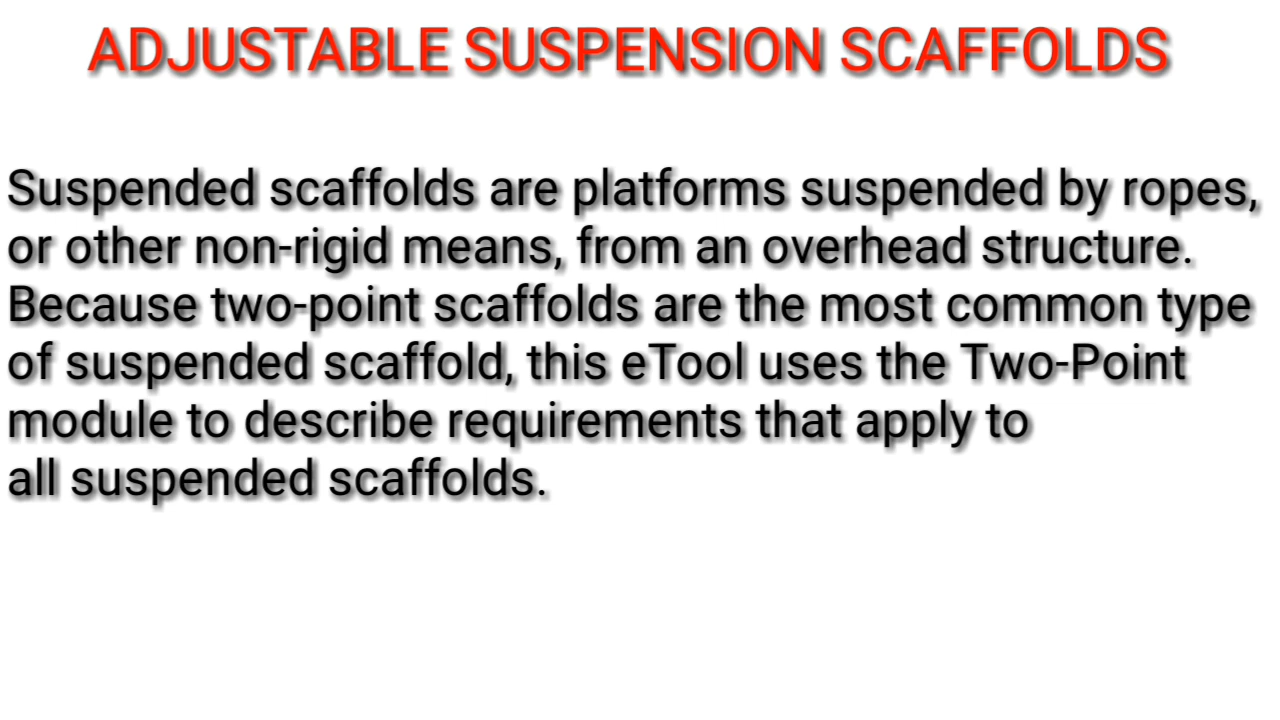 ADJUSTABLE SUSPENSION SCAFFOLDS
Suspended scaffolds are platforms suspended by ropes,
or other non-rigid means, from an overhead structure.
Because two-point scaffolds are the most common type
of suspended scaffold, this eTool uses the Two-Point
module to describe requirements that apply to
all suspended scaffolds.